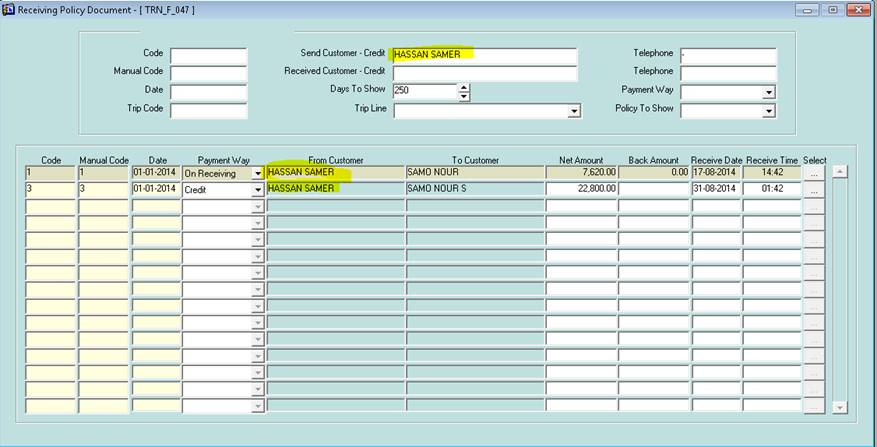 Receiving Policy Document - [ TRN_F_047 ]
Code Send Customer - Credit HASSAN SAMER Telephone -
Manual Code Received Customer - Credit Telephone
Date Days To Show 250 Payment Way
Trip Code Trip Line Policy To Show
Code Manual Code Date Payment Way From Customer To Customer Net Amount Back Amount Receive Date Receive Time Select
1 1 01-01-2014 On Receiving HASSAN SAMER SAMO NOUR 7,620.00 0.00 17-08-2014 14:42 ...
3 3 01-01-2014 Credit HASSAN SAMER SAMO NOUR S 22,800.00 31-08-2014 01:42 ...
...
...
...
...
...
...
...
...
...
...
...
...
...